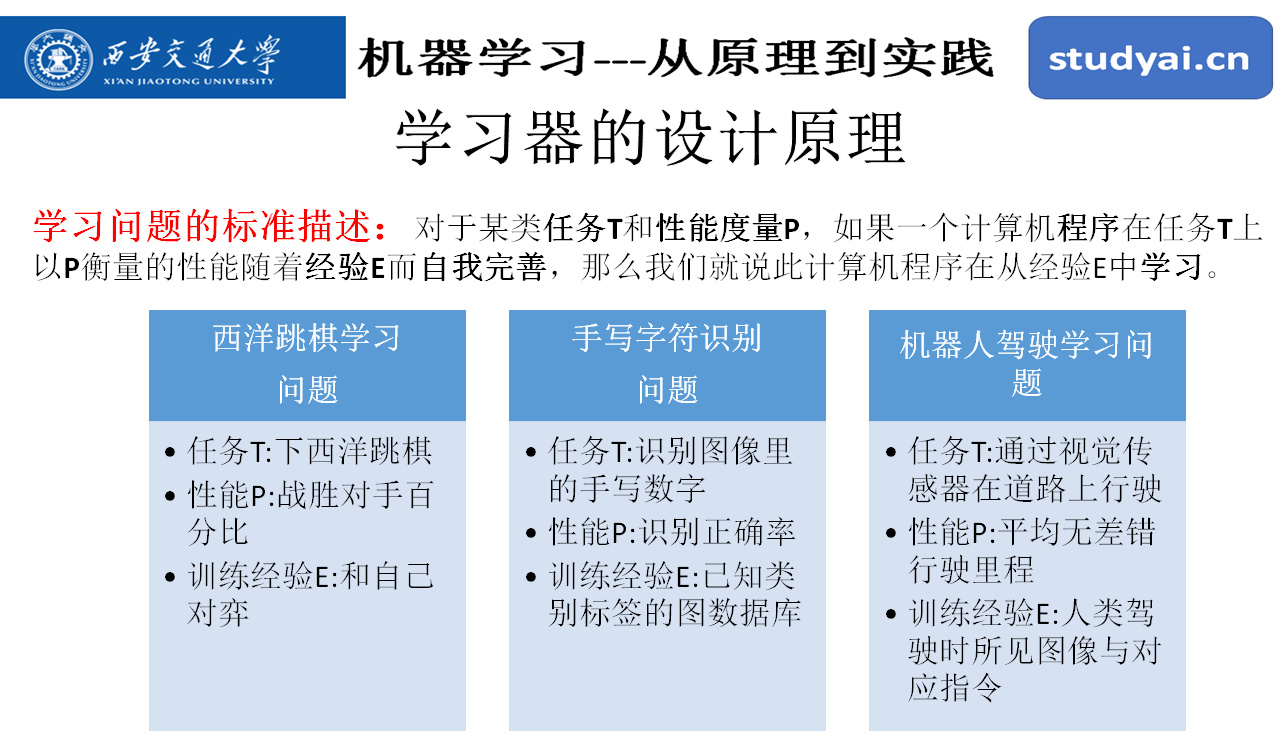 西安交通大学
XI'AN JIAOTONG UNIVERSITY
机器学习---从原理到实践
studyai.cn
学习器的设计原理
学习问题的标准描述：对于某类任务T和性能度量P，如果一个计算机程序在任务T上
以P衡量的性能随着经验E而自我完善，那么我们就说此计算机程序在从经验E中学习。
西洋跳棋学习
问题
• 任务T:下西洋跳棋
• 性能P:战胜对手百
分比
• 训练经验E:和自己
对弈
手写字符识别
问题
• 任务T:识别图像里
的手写数字
• 性能P:识别正确率
• 训练经验E:已知类
别标签的图数据库
机器人驾驶学习问
题
• 任务T:通过视觉传
感器在道路上行驶
• 性能P:平均无差错
行驶里程
• 训练经验E:人类驾
驶时所见图像与对
应指令